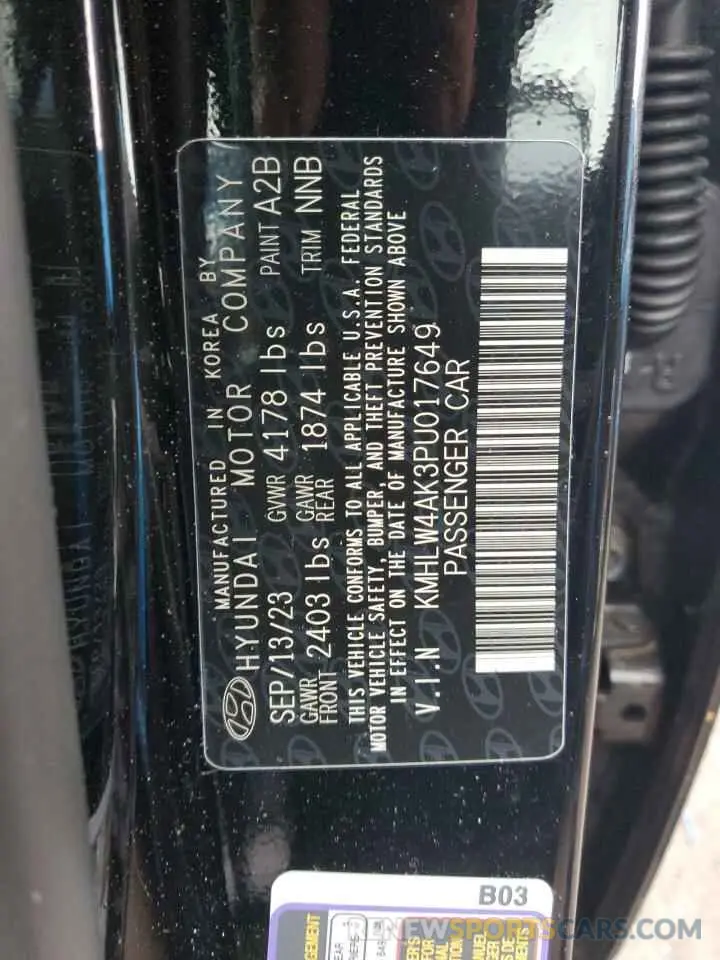 MANUFACTURED IN KOREA BY
HYUNDAI MOTOR COMPANY
SEP/13/23 GVWR 4178 lbs PAINT A2B
GAWR FRONT 2403 lbs GAWR REAR 1874 lbs TRIM NNB
THIS VEHICLE CONFORMS TO ALL APPLICABLE U.S.A. FEDERAL
MOTOR VEHICLE SAFETY, BUMPER, AND THEFT PREVENTION STANDARDS
IN EFFECT ON THE DATE OF MANUFACTURE SHOWN ABOVE
V.I.N KMHLW4AK3PU017649
PASSENGER CAR
B03
RENEWSPORTSCARS.COM